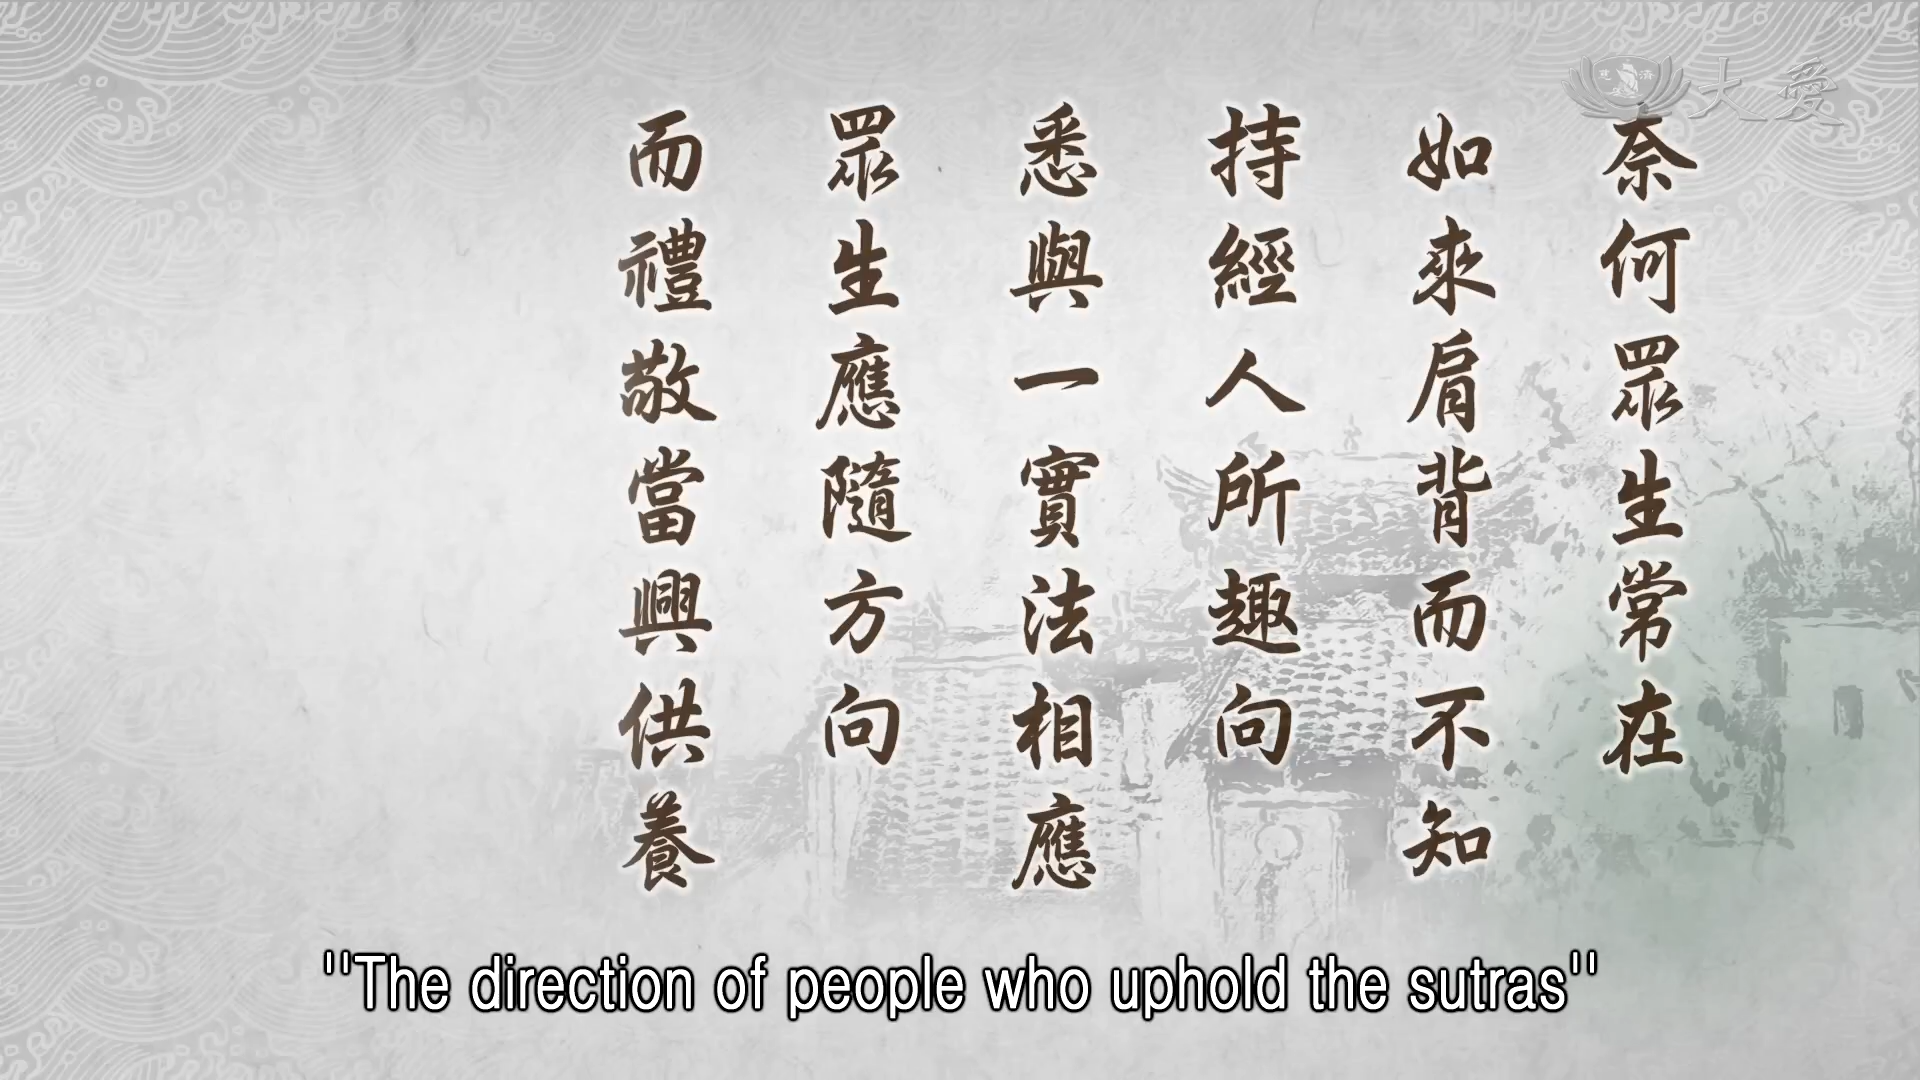 大愛
慈濟
奈何眾生常在
如來肩背而不知
持經人所趣向
悉與一實法相應
眾生應隨方向
而禮敬當興供養
"The direction of people who uphold the sutras"